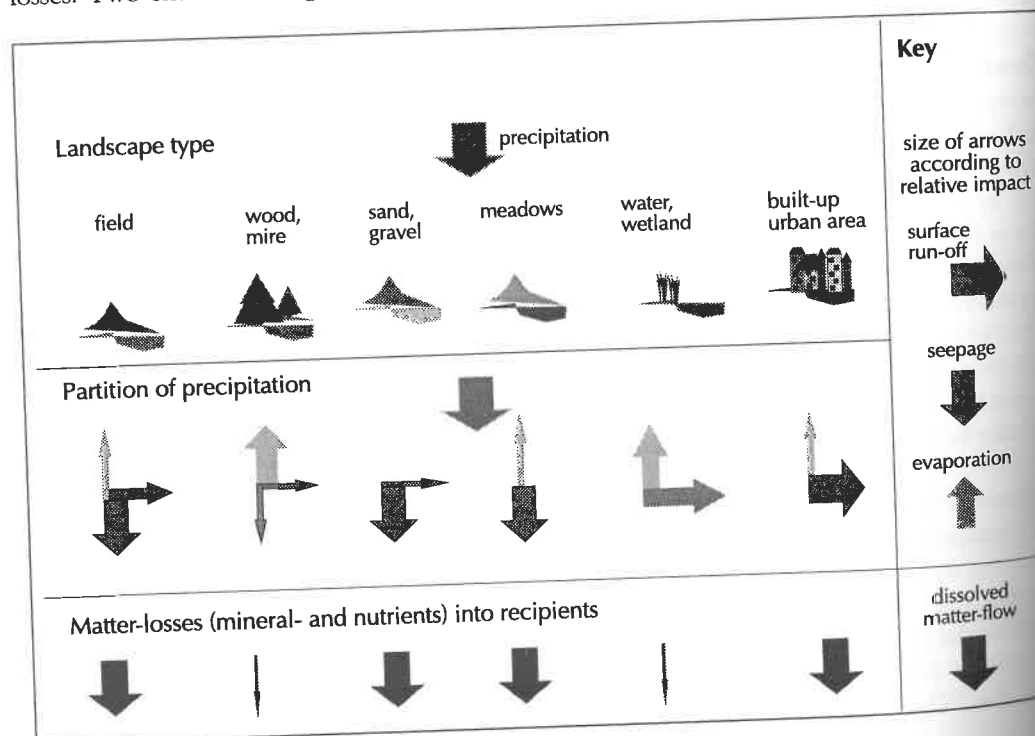 Key
Landscape type
precipitation
size of arrows
according to
relative impact
field
wood,
mire
sand,
gravel
meadows
water,
wetland
built-up
urban area
surface
run-off
seepage
Partition of precipitation
evaporation
Matter-losses (mineral- and nutrients) into recipients
dissolved
matter-flow